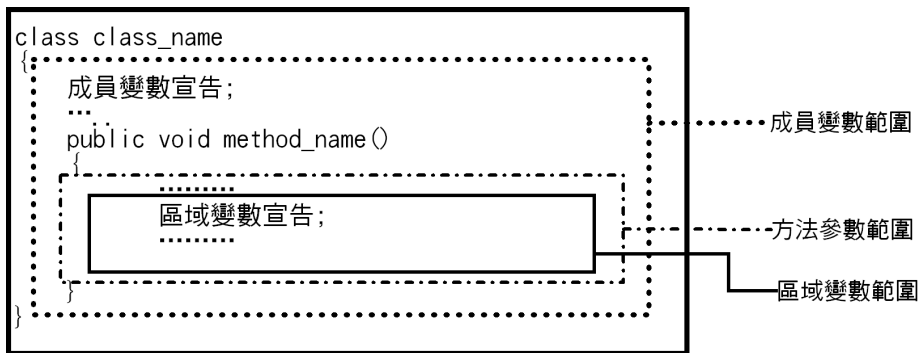 class class_name
{
成員變數宣告;
...
..
public void method_name()
{
.........
區域變數宣告;
.........
}
}
成員變數範圍
方法參數範圍
區域變數範圍